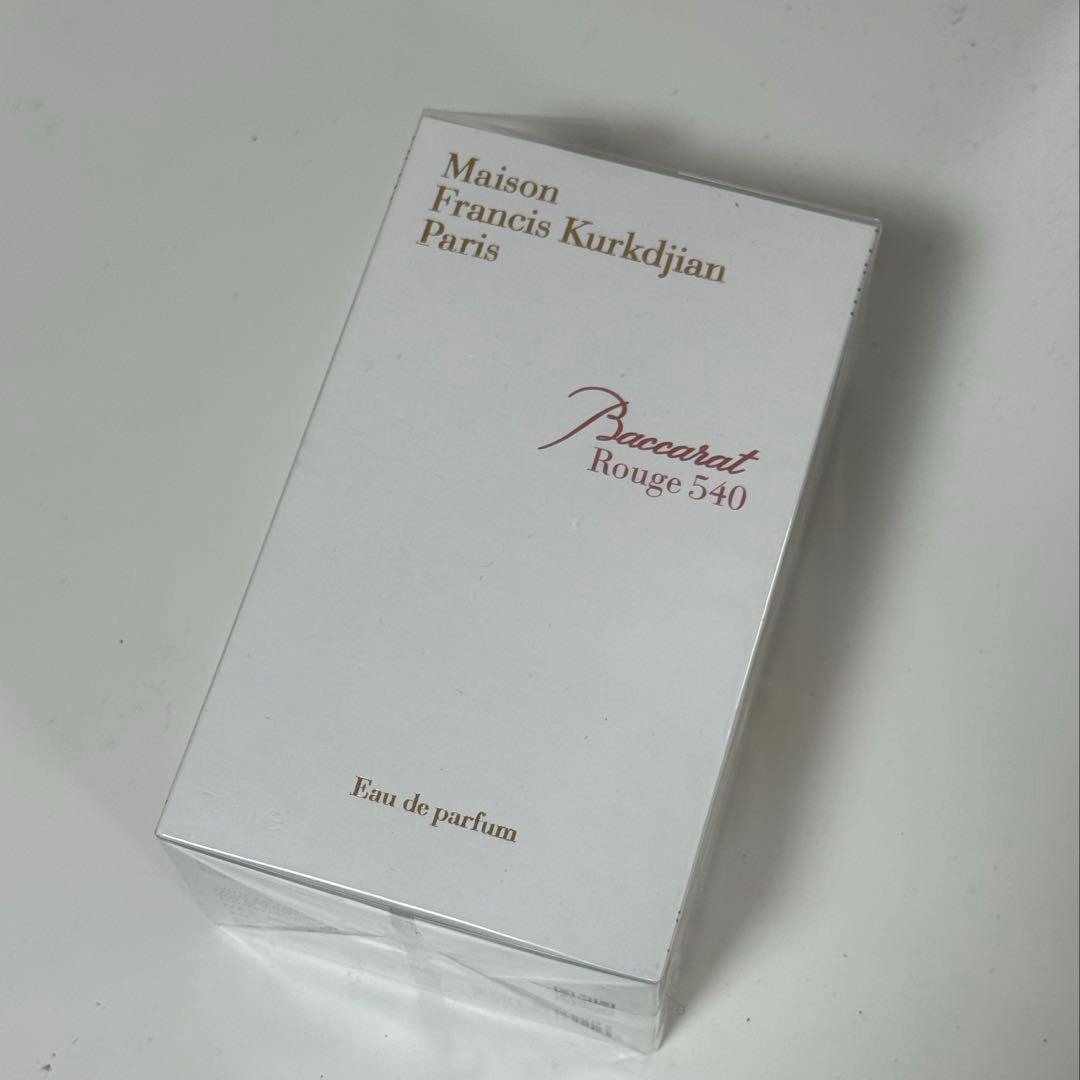 Maison
Francis Kurkdjian
Paris
Baccarat
Rouge 540
Eau de parfum